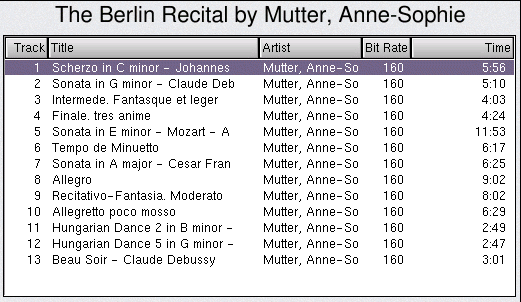 The Berlin Recital by Mutter, Anne-Sophie
Track Title Artist Bit Rate Time
1 Scherzo in C minor - Johannes Mutter, Anne-So 160 5:56
2 Sonata in G minor - Claude Deb Mutter, Anne-So 160 5:10
3 Intermede. Fantasque et leger Mutter, Anne-So 160 4:03
4 Finale. tres anime Mutter, Anne-So 160 4:24
5 Sonata in E minor - Mozart - A Mutter, Anne-So 160 11:53
6 Tempo de Minuetto Mutter, Anne-So 160 6:17
7 Sonata in A major - Cesar Fran Mutter, Anne-So 160 6:25
8 Allegro Mutter, Anne-So 160 9:02
9 Recitativo-Fantasia. Moderato Mutter, Anne-So 160 8:02
10 Allegretto poco mosso Mutter, Anne-So 160 6:29
11 Hungarian Dance 2 in B minor - Mutter, Anne-So 160 2:49
12 Hungarian Dance 5 in G minor - Mutter, Anne-So 160 2:47
13 Beau Soir - Claude Debussy Mutter, Anne-So 160 3:01